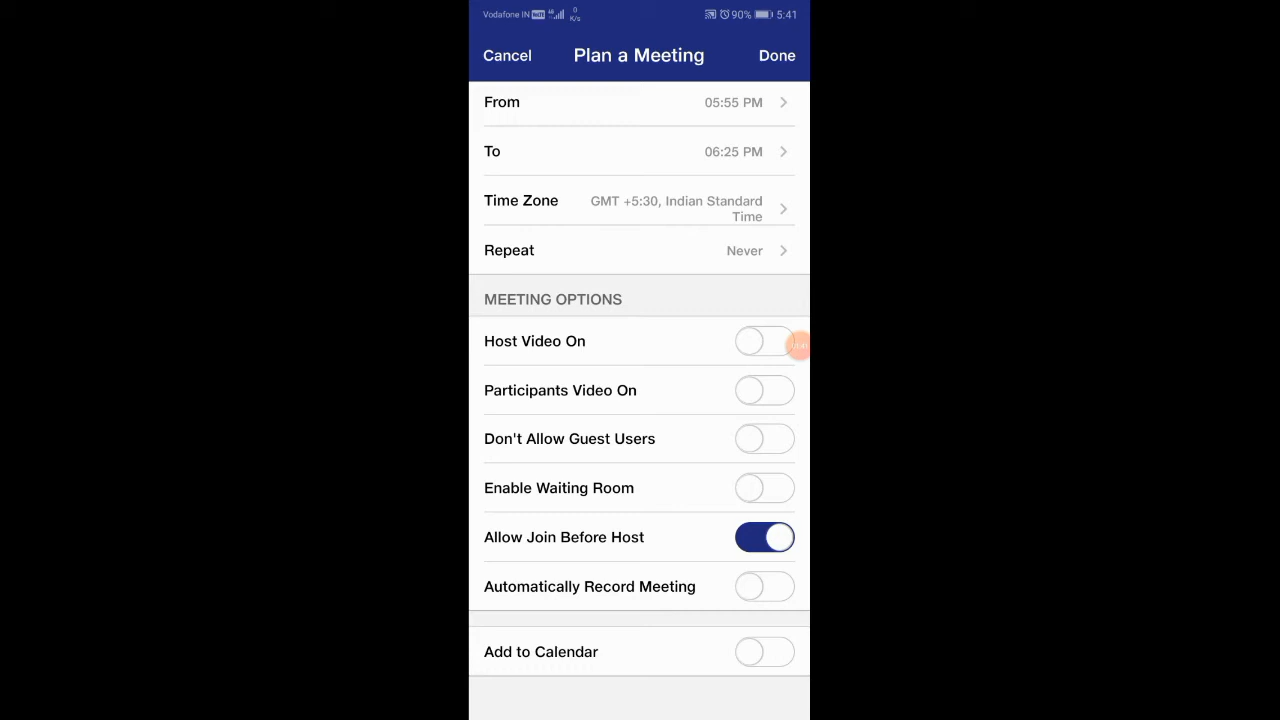 Vodafone IN 0 K/s 90% 5:41
Cancel Plan a Meeting Done
From 05:55 PM
To 06:25 PM
Time Zone GMT +5:30, Indian Standard
Time
Repeat Never
MEETING OPTIONS
Host Video On
Participants Video On
Don't Allow Guest Users
Enable Waiting Room
Allow Join Before Host
Automatically Record Meeting
Add to Calendar